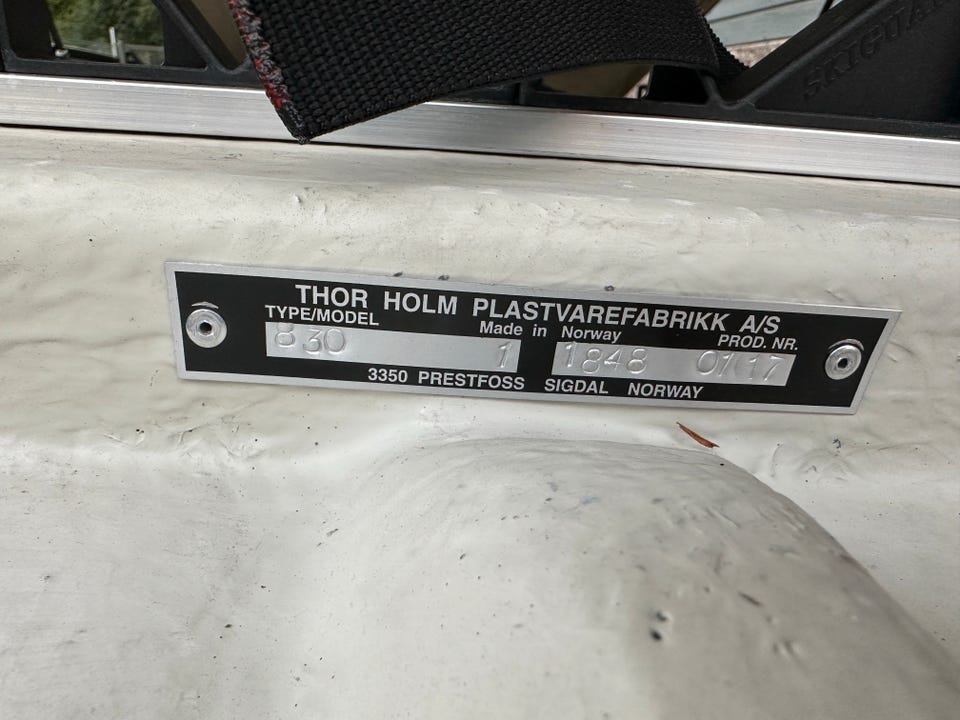 SKIGUA
THOR HOLM PLASTVAREFABRIKK A/S
TYPE/MODEL Made in Norway PROD. NR.
830 1 1848 01/17
3350 PRESTFOSS SIGDAL NORWAY